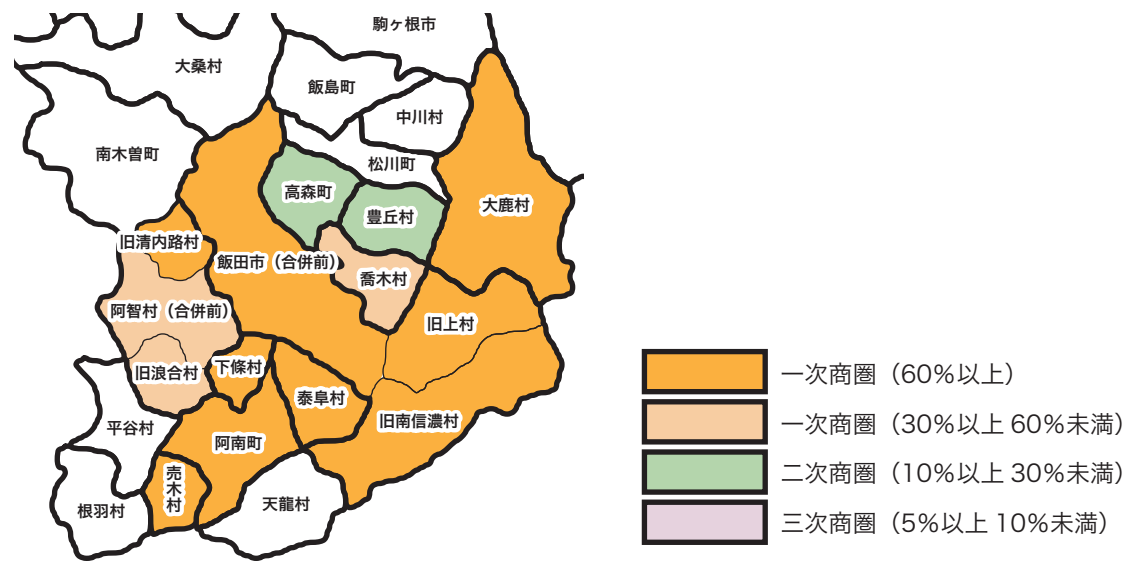 駒ヶ根市
大桑村
飯島町
中川村
南木曽町
松川町
高森町
豊丘村
大鹿村
旧清内路村
飯田市（合併前）
喬木村
阿智村（合併前）
旧上村
旧浪合村
下條村
泰阜村
旧南信濃村
平谷村
阿南町
売木村
天龍村
根羽村
一次商圏（60%以上）
一次商圏（30%以上 60%未満）
二次商圏（10%以上 30%未満）
三次商圏（5%以上 10%未満）